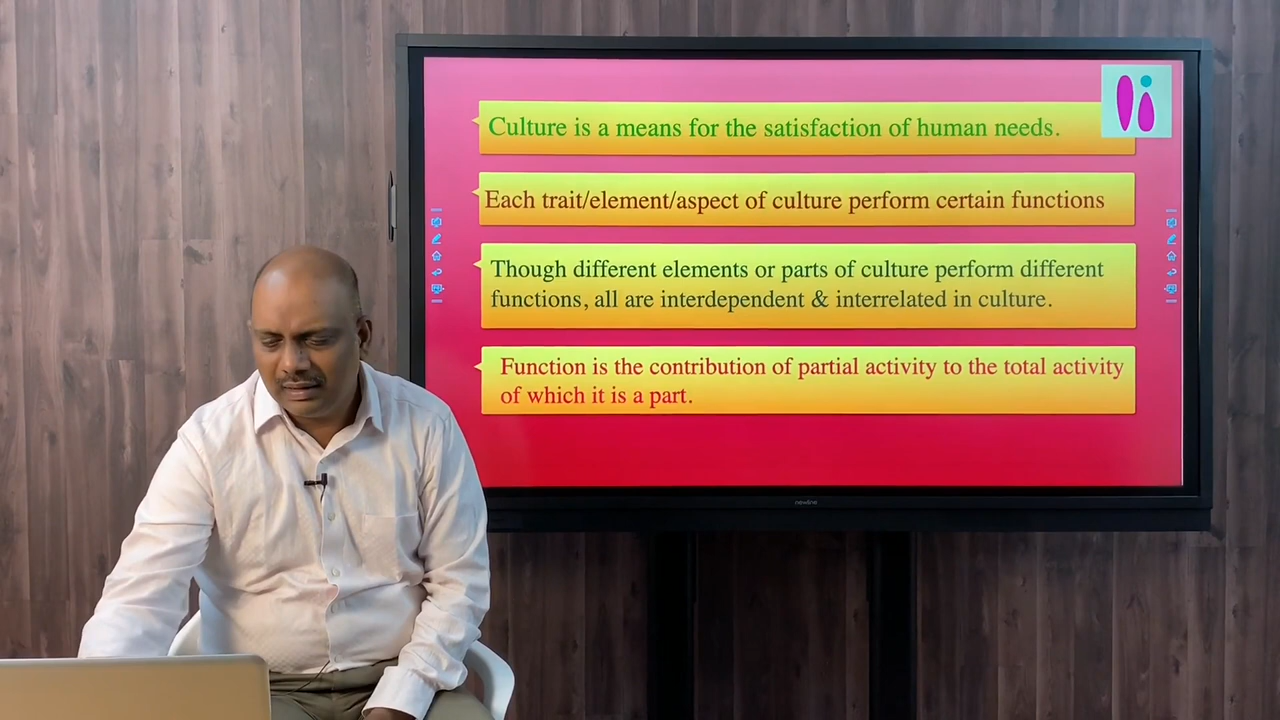 Culture is a means for the satisfaction of human needs.
Each trait/element/aspect of culture perform certain functions
Though different elements or parts of culture perform different
functions, all are interdependent & interrelated in culture.
Function is the contribution of partial activity to the total activity
of which it is a part.
newline